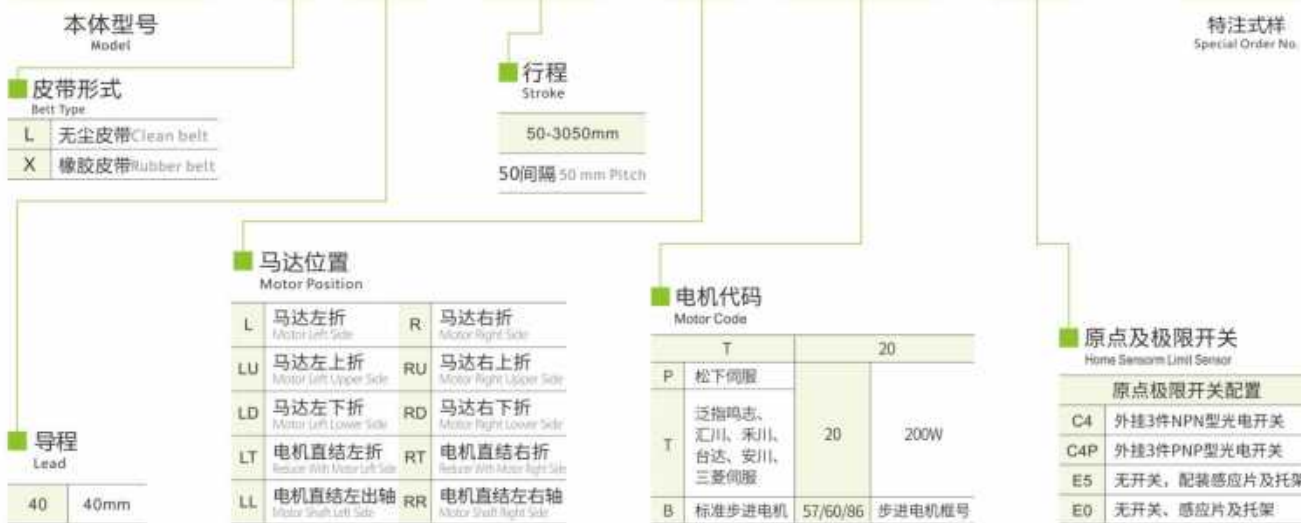 本体型号
Model
特注式样
Special Order No.
皮带形式
Belt Type
L 无尘皮带Clean belt
X 橡胶皮带Rubber belt
行程
Stroke
50-3050mm
50间隔 50 mm Pitch
导程
Lead
40 40mm
马达位置
Motor Position
L 马达左折 R 马达右折
Motor Left Side Motor Right Side
LU 马达左上折 RU 马达右上折
Motor Left Upper Side Motor Right Upper Side
LD 马达左下折 RD 马达右下折
Motor Left Lower Side Motor Right Lower Side
LT 电机直结左折 RT 电机直结右折
Reducer With Motor Left Side Reducer With Motor Right Side
LL 电机直结左出轴 RR 电机直结左右轴
Motor Shaft Left Side Motor Shaft Right Side
电机代码
Motor Code
T 20
P 松下伺服
T 泛指鸣志、
汇川、禾川、
台达、安川、
三菱伺服
20 200W
B 标准步进电机 57/60/86 步进电机框号
原点及极限开关
Home Sensorm Limit Sensor
原点极限开关配置
C4 外挂3件NPN型光电开关
C4P 外挂3件PNP型光电开关
E5 无开关，配装感应片及托架
E0 无开关、感应片及托架